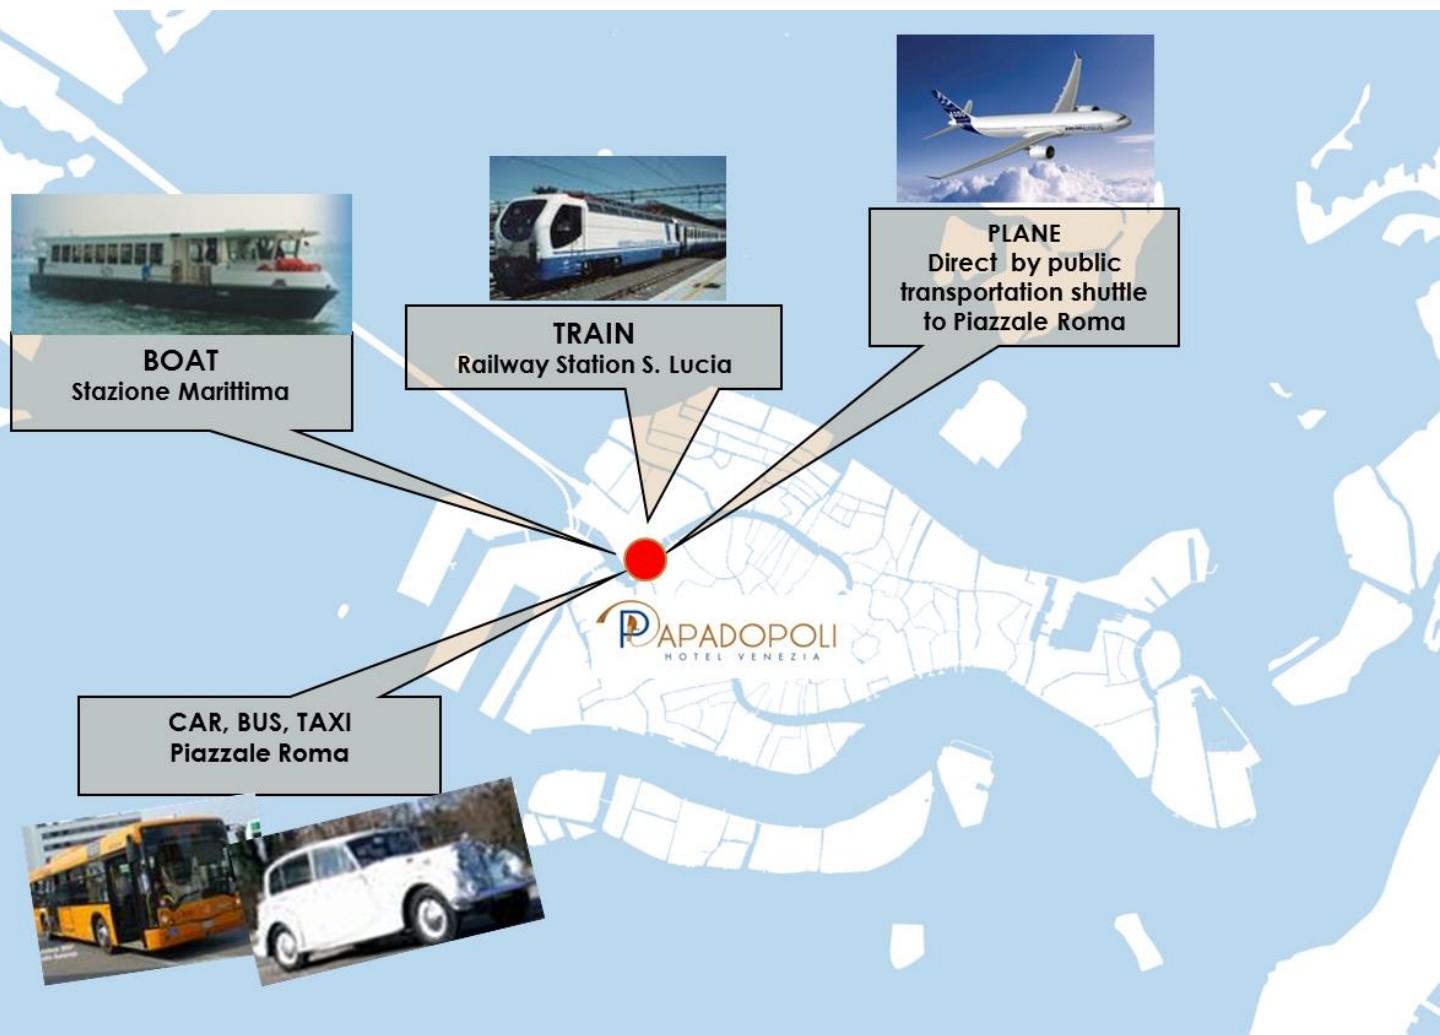 PLANE
Direct by public
transportation shuttle
to Piazzale Roma
TRAIN
Railway Station S. Lucia
BOAT
Stazione Marittima
PAPADOPOLI
HOTEL VENEZIA
CAR, BUS, TAXI
Piazzale Roma